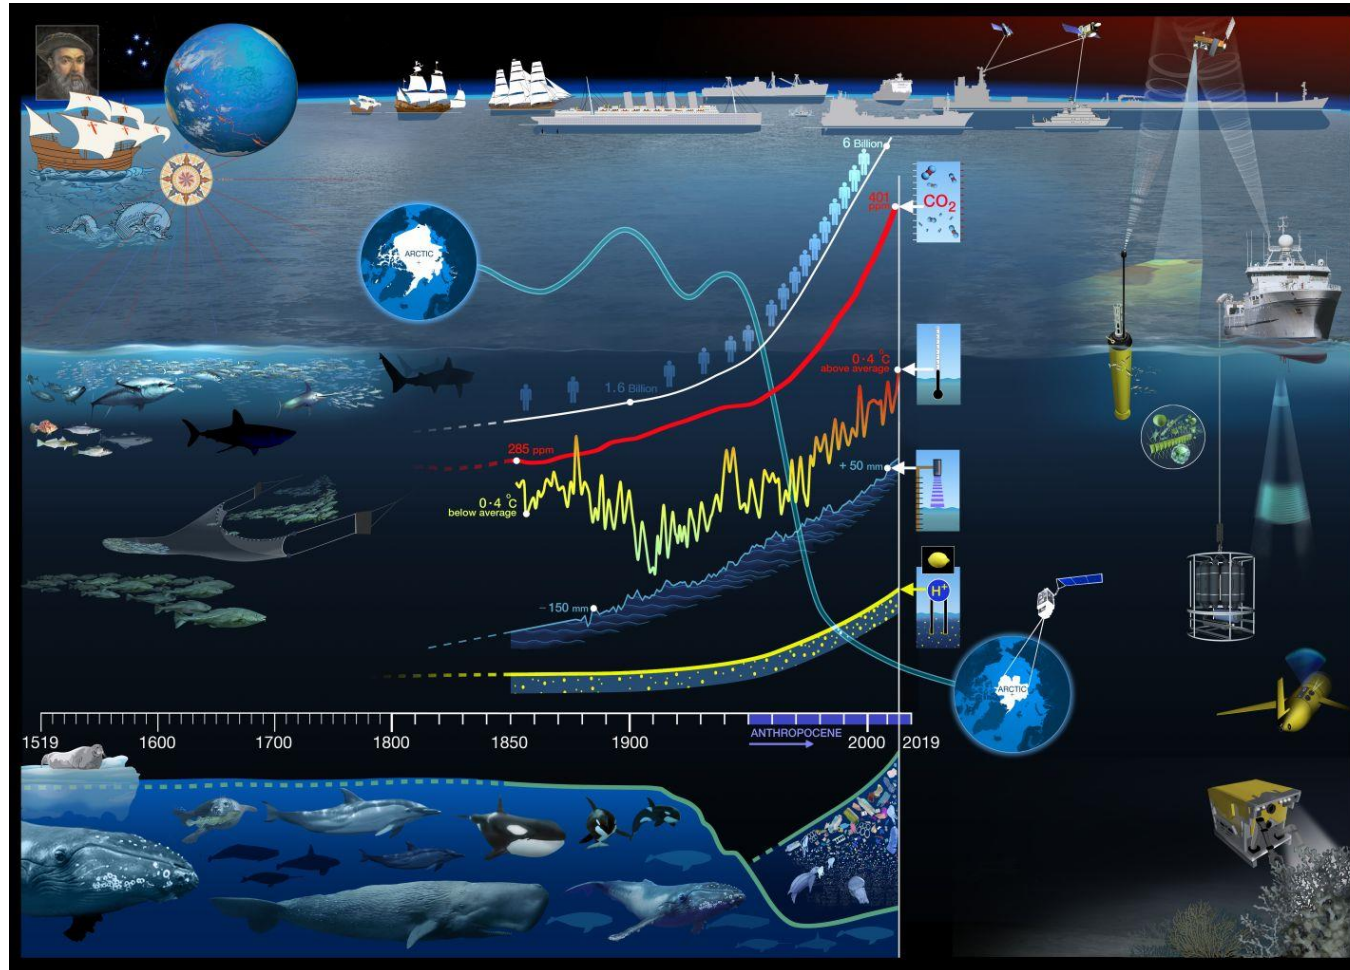 6 Billion
401
ppm
CO₂
ARCTIC
0·4 °C
above average
1.6 Billion
285 ppm
+ 50 mm
0·4 °C
below average
H⁺
– 150 mm
ARCTIC
1519
1600
1700
1800
1850
1900
ANTHROPOCENE
2000
2019